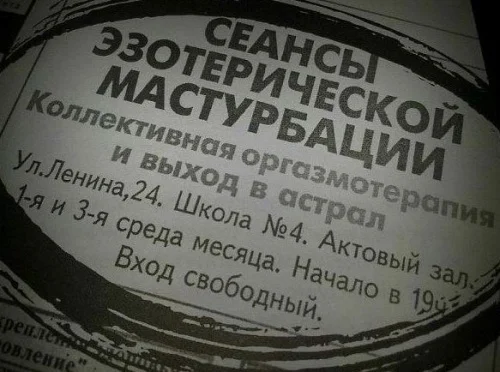 СЕАНСЫ
ЭЗОТЕРИЧЕСКОЙ
МАСТУРБАЦИИ
Коллективная оргазмотерапия
и выход в астрал
Ул.Ленина,24. Школа №4. Актовый зал.
1-я и 3-я среда месяца. Начало в 19ч
Вход свободный.